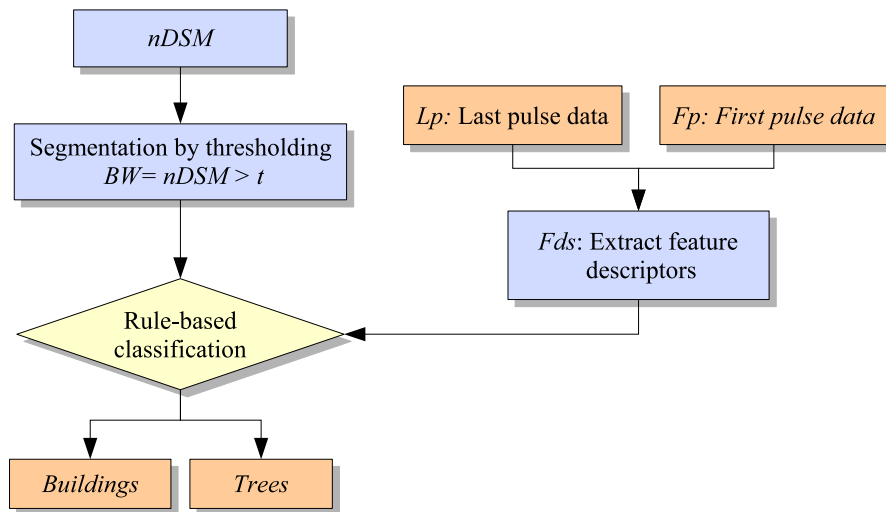 nDSM
Lp: Last pulse data
Fp: First pulse data
Segmentation by thresholding
BW= nDSM > t
Fds: Extract feature
descriptors
Rule-based
classification
Buildings
Trees